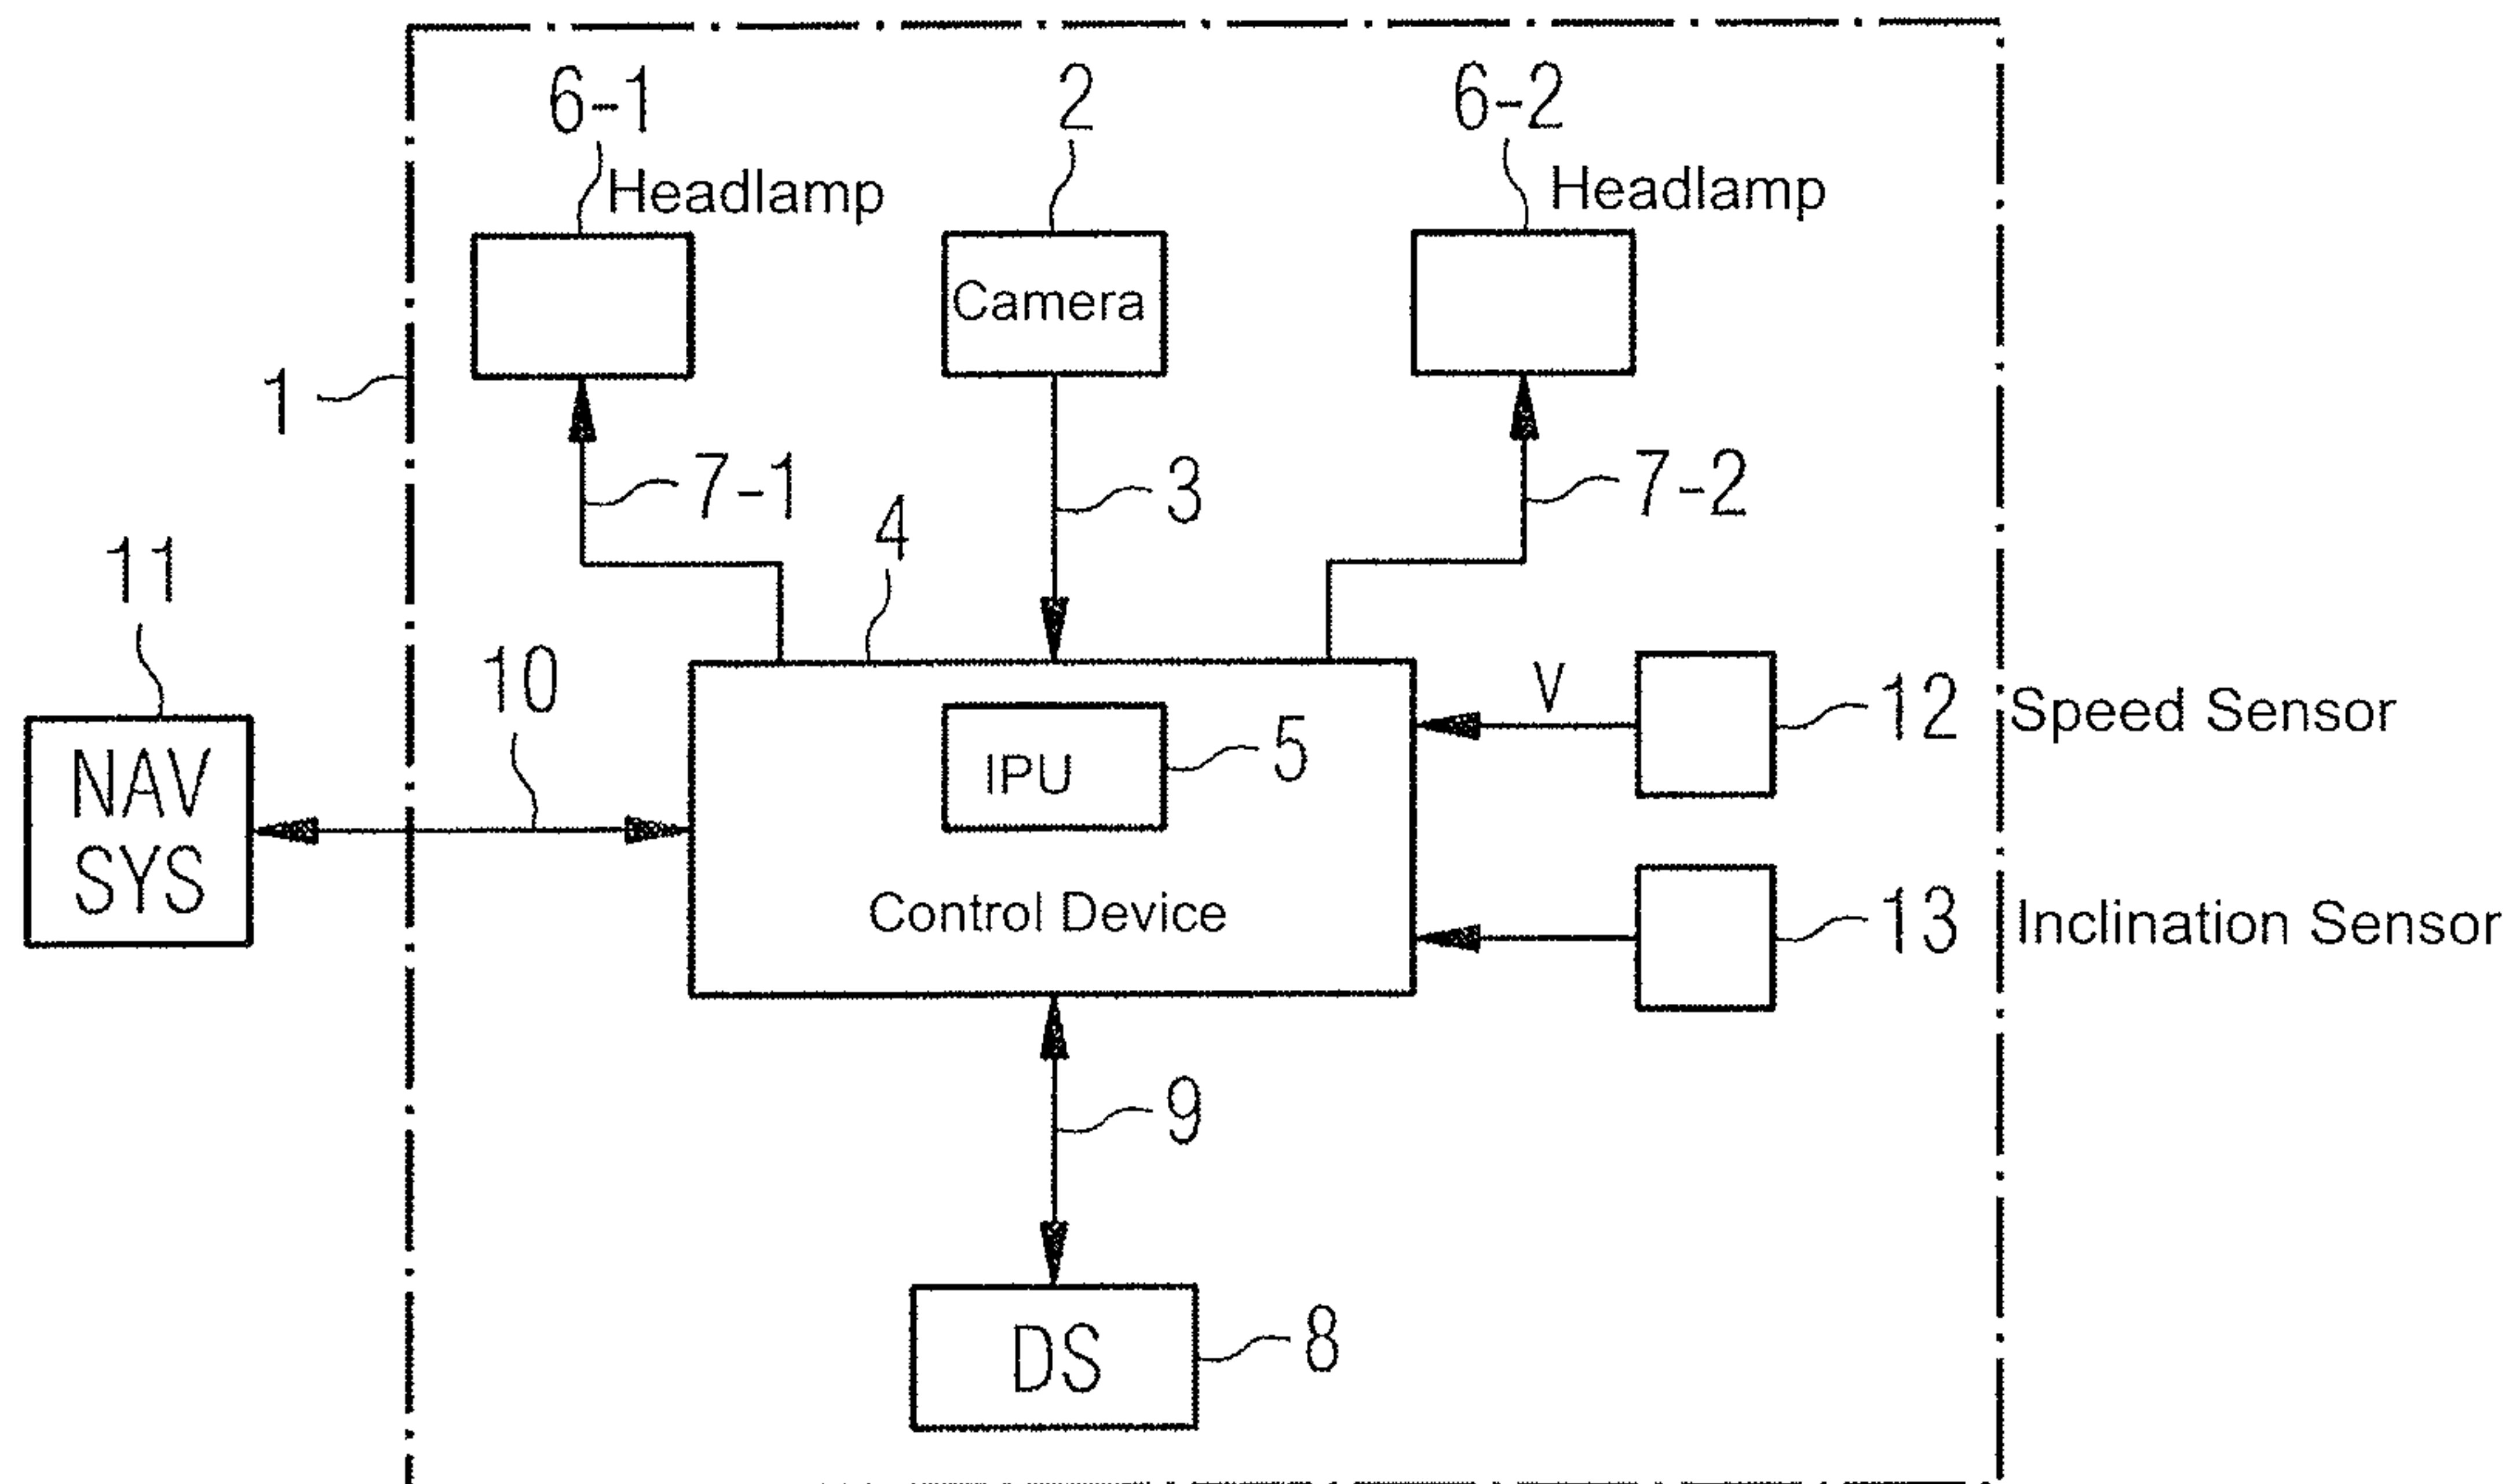 6-1
2
6-2
Headlamp
Headlamp
Camera
1
7-1
3
7-2
4
11
10
V
12
Speed Sensor
NAV
SYS
IPU
5
Control Device
13
Inclination Sensor
9
DS
8